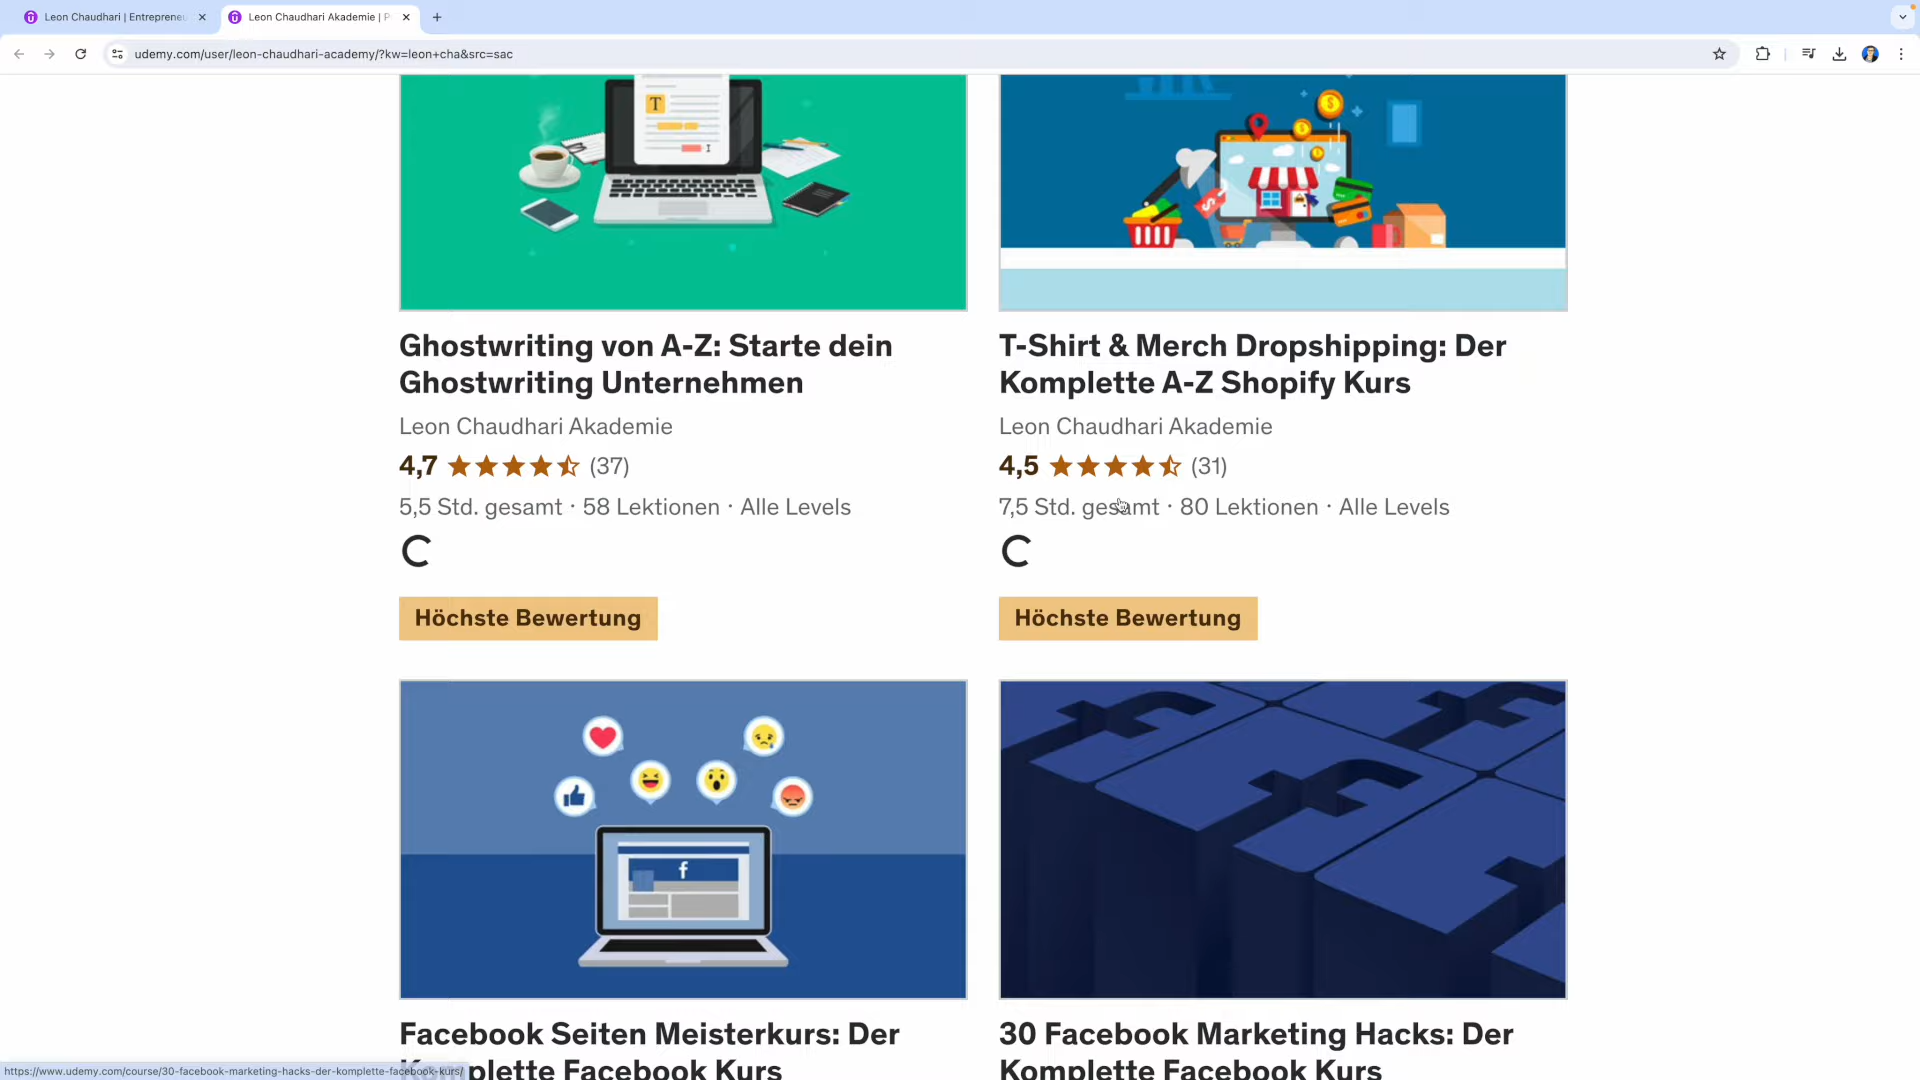 Leon Chaudhari | Entrepreneu
Leon Chaudhari Akademie | P
udemy.com/user/leon-chaudhari-academy/?kw=leon+cha&src=sac
T
Ghostwriting von A-Z: Starte dein
Ghostwriting Unternehmen
Leon Chaudhari Akademie
4,7 (37)
5,5 Std. gesamt · 58 Lektionen · Alle Levels
Höchste Bewertung
T-Shirt & Merch Dropshipping: Der
Komplette A-Z Shopify Kurs
Leon Chaudhari Akademie
4,5 (31)
7,5 Std. gesamt · 80 Lektionen · Alle Levels
Höchste Bewertung
f
Facebook Seiten Meisterkurs: Der
Komplette Facebook Kurs
30 Facebook Marketing Hacks: Der
Komplette Facebook Kurs
https://www.udemy.com/course/30-facebook-marketing-hacks-der-komplette-facebook-kurs/